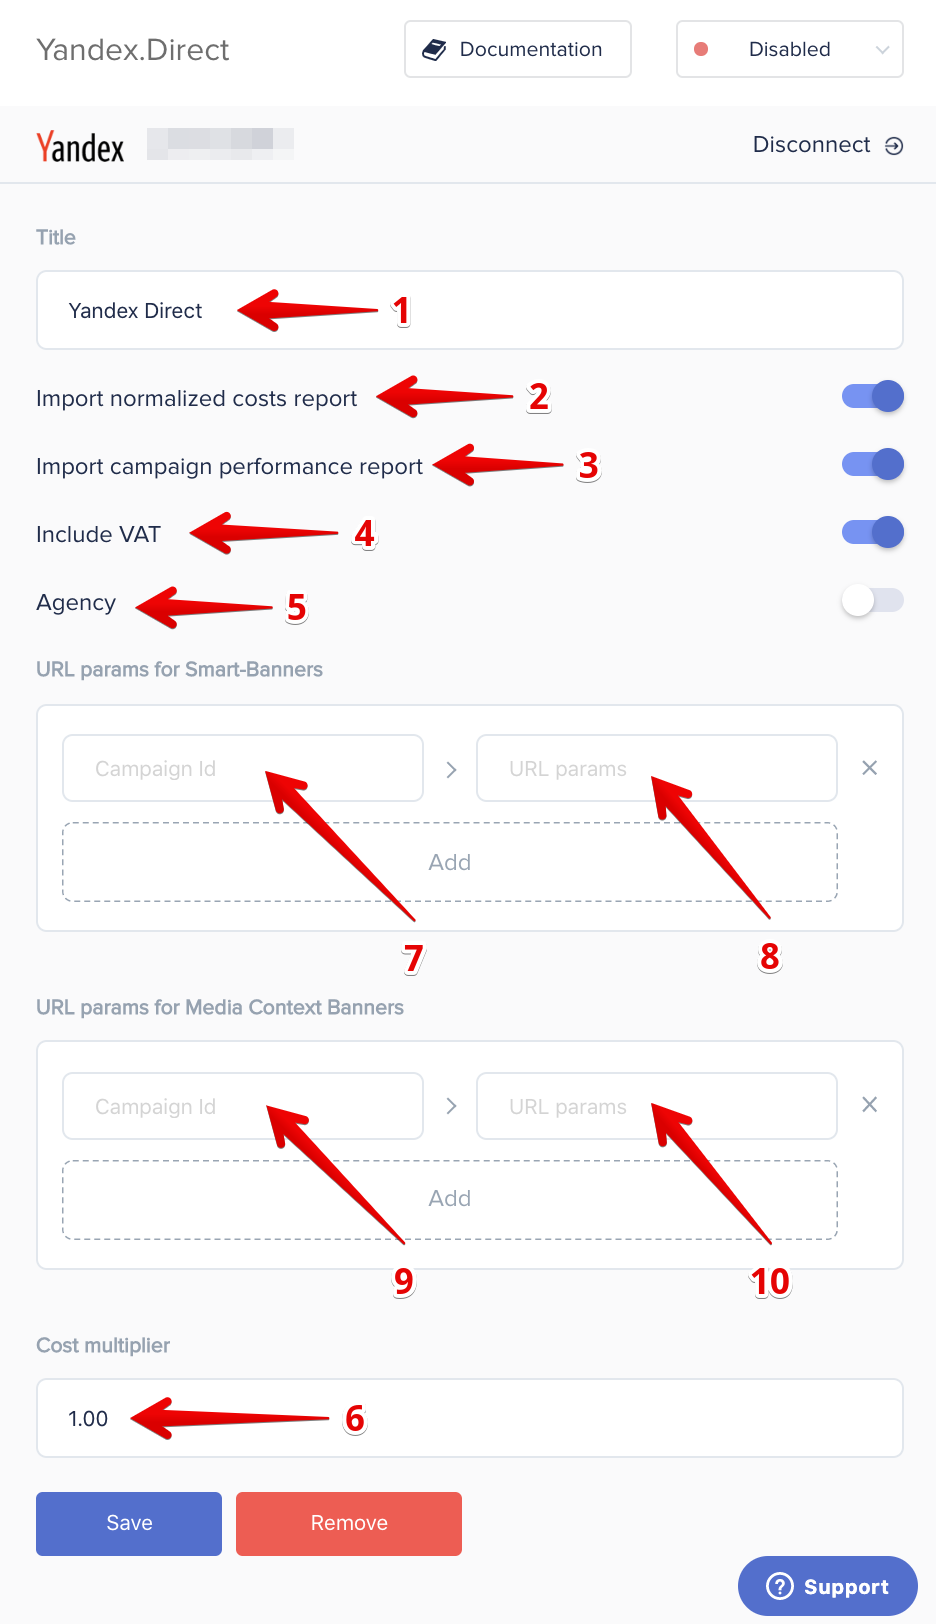 Yandex.Direct
Documentation
Disabled
Yandex
Disconnect
Title
Yandex Direct
1
Import normalized costs report
2
Import campaign performance report
3
Include VAT
4
Agency
5
URL params for Smart-Banners
Campaign Id
URL params
Add
7
8
URL params for Media Context Banners
Campaign Id
URL params
Add
9
10
Cost multiplier
1.00
6
Save
Remove
Support